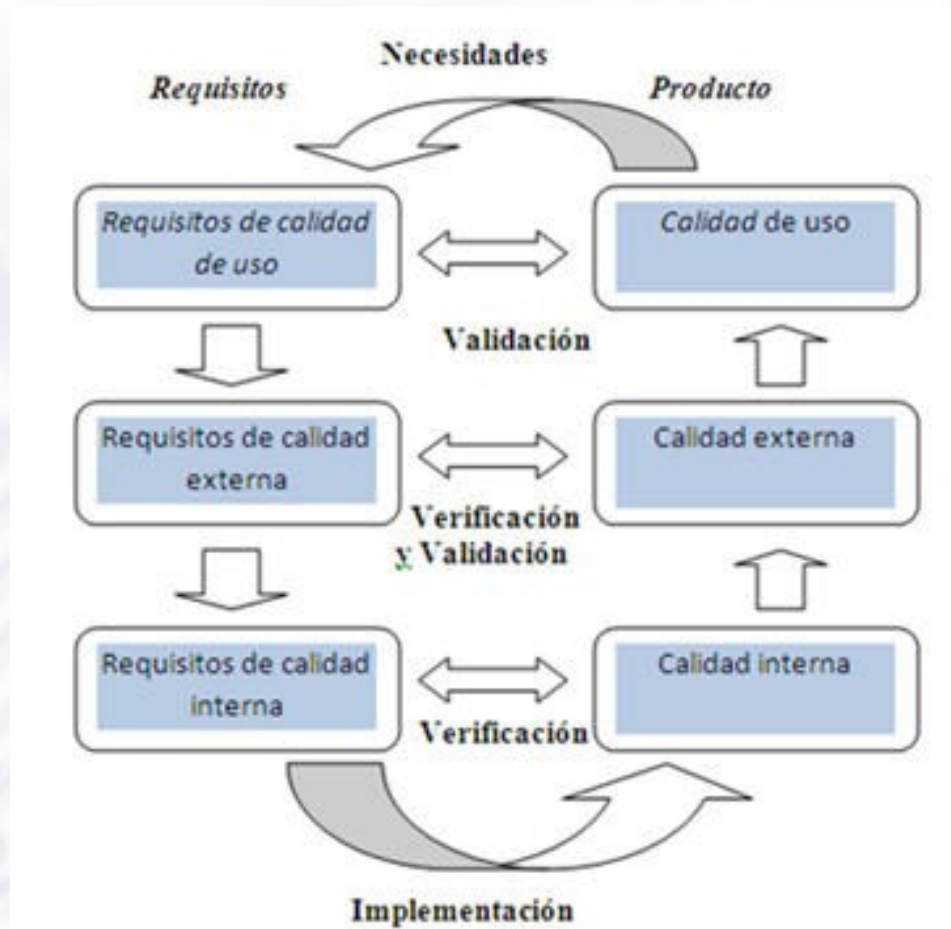 Necesidades
Requisitos
Producto
Requisitos de calidad
de uso
Calidad de uso
Validación
Requisitos de calidad
externa
Calidad externa
Verificación
y Validación
Requisitos de calidad
interna
Calidad interna
Verificación
Implementación